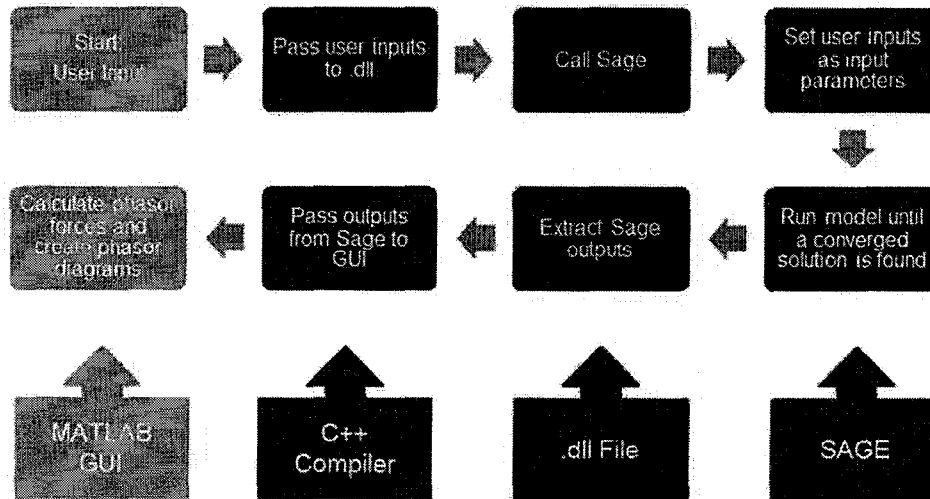 Start:
User Input
Pass user inputs
to .dll
Call Sage
Set user inputs
as input
parameters
Calculate phasor
forces and
create phasor
diagrams
Pass outputs
from Sage to
GUI
Extract Sage
outputs
Run model until
a converged
solution is found
MATLAB
GUI
C++
Compiler
.dll File
SAGE